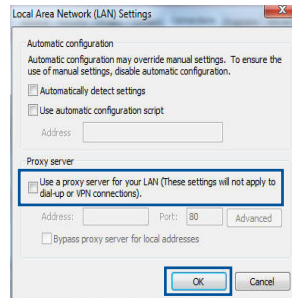 Local Area Network (LAN) Settings
Automatic configuration
Automatic configuration may override manual settings. To ensure the
use of manual settings, disable automatic configuration.
Automatically detect settings
Use automatic configuration script
Address
Proxy server
Use a proxy server for your LAN (These settings will not apply to
dial-up or VPN connections).
Address: Port: 80 Advanced
Bypass proxy server for local addresses
OK Cancel